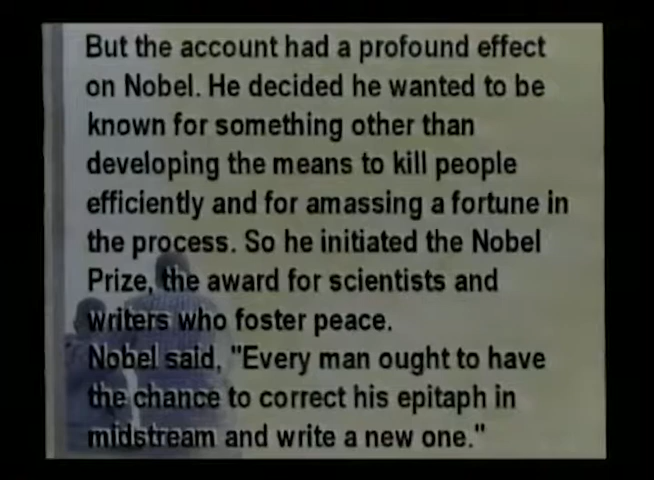 But the account had a profound effect
on Nobel. He decided he wanted to be
known for something other than
developing the means to kill people
efficiently and for amassing a fortune in
the process. So he initiated the Nobel
Prize, the award for scientists and
writers who foster peace.
Nobel said, "Every man ought to have
the chance to correct his epitaph in
midstream and write a new one."